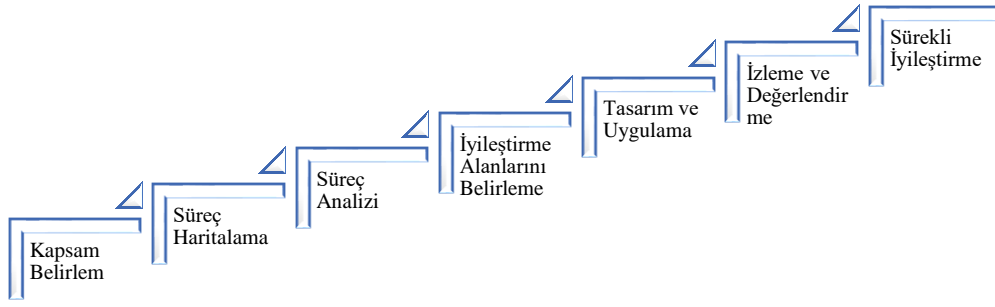 Kapsam
Belirlem
Süreç
Haritalama
Süreç
Analizi
İyileştirme
Alanlarını
Belirleme
Tasarım ve
Uygulama
İzleme ve
Değerlendir
me
Sürekli
İyileştirme